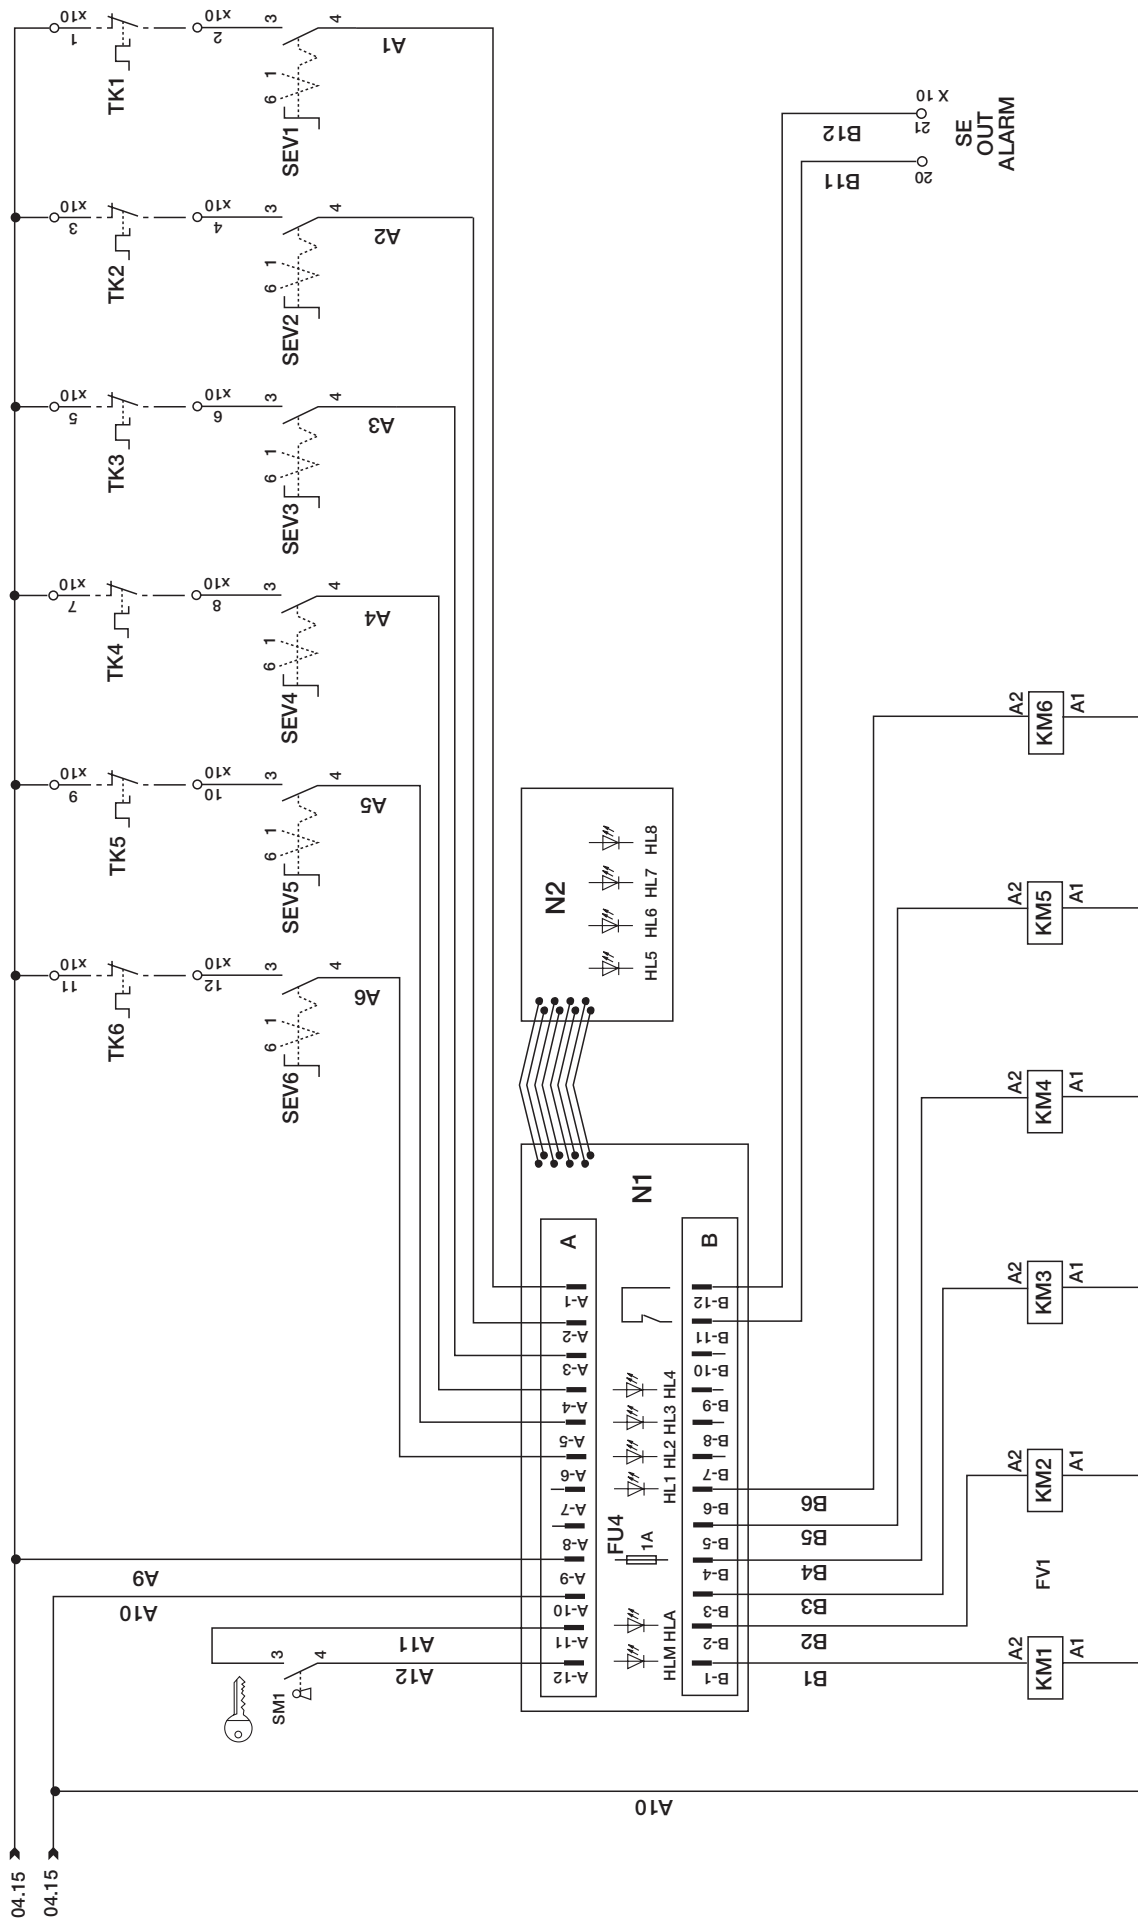 04.15
04.15
x10
1
x10
2
TK1
3
4
1
6
SEV1
A1
x10
3
x10
4
TK2
3
4
1
6
SEV2
A2
x10
5
x10
6
TK3
3
4
1
6
SEV3
A3
x10
7
x10
8
TK4
3
4
1
6
SEV4
A4
x10
9
x10
10
TK5
3
4
1
6
SEV5
A5
x10
11
x10
12
TK6
3
4
1
6
SEV6
A6
A9
A10
A11
A12
3
4
SM1
A10
N2
HL5
HL6
HL7
HL8
N1
A
A-12
A-11
A-10
A-9
A-8
A-7
A-6
A-5
A-4
A-3
A-2
A-1
HLM
HLA
FU4
1A
HL1
HL2
HL3
HL4
B
B-1
B-2
B-3
B-4
B-5
B-6
B-7
B-8
B-9
B-10
B-11
B-12
B1
B2
B3
B4
B5
B6
B11
B12
20
21
X 10
SE
OUT
ALARM
A2
KM1
A1
FV1
A2
KM2
A1
A2
KM3
A1
A2
KM4
A1
A2
KM5
A1
A2
KM6
A1